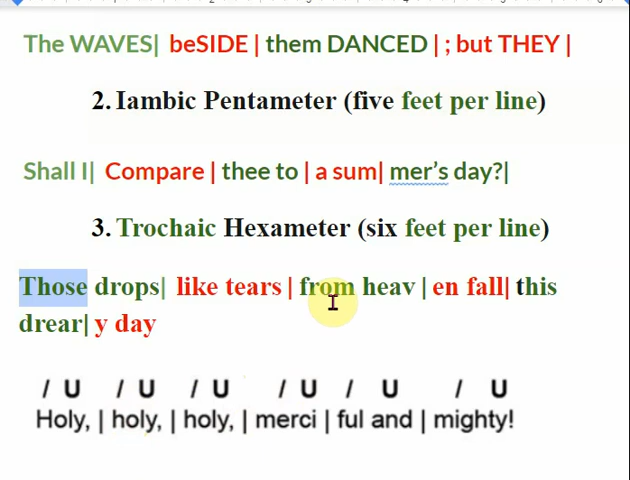 The WAVES| beSIDE | them DANCED | ; but THEY |
2. Iambic Pentameter (five feet per line)
Shall I| Compare | thee to | a sum| mer's day?|
3. Trochaic Hexameter (six feet per line)
Those drops| like tears | from heav | en fall| this
drear| y day
/ U / U / U / U / U / U
Holy, | holy, | holy, | merci | ful and | mighty!